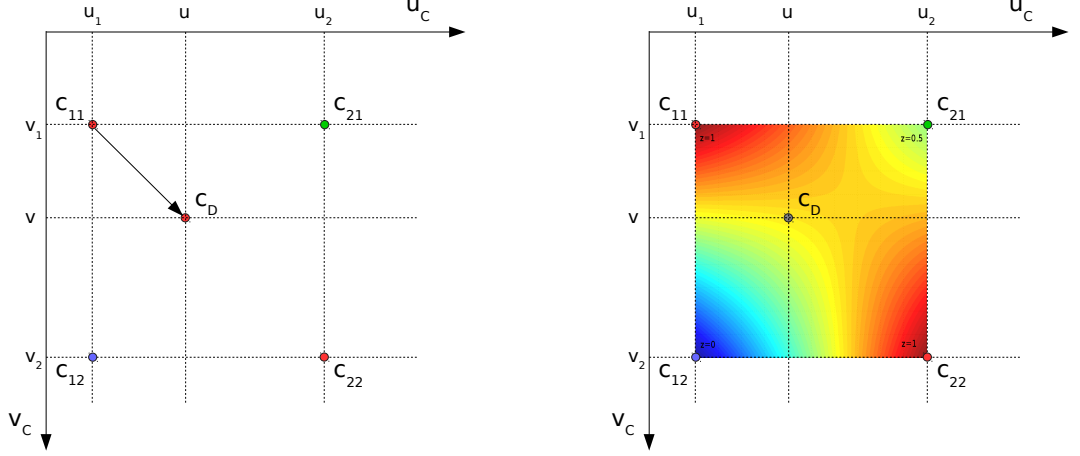 u1 u u2 uC
c11 c21
v1
cD
v
v2
c12 c22
vC
u1 u u2 uC
c11 c21
v1
z=1 z=0.5
cD
v
z=0 z=1
v2
c12 c22
vC